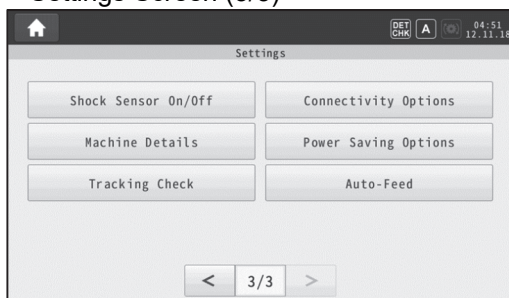 Settings Screen (3/3)
DET CHK A 04:51
12.11.18
Settings
Shock Sensor On/Off Connectivity Options
Machine Details Power Saving Options
Tracking Check Auto-Feed
< 3/3 >